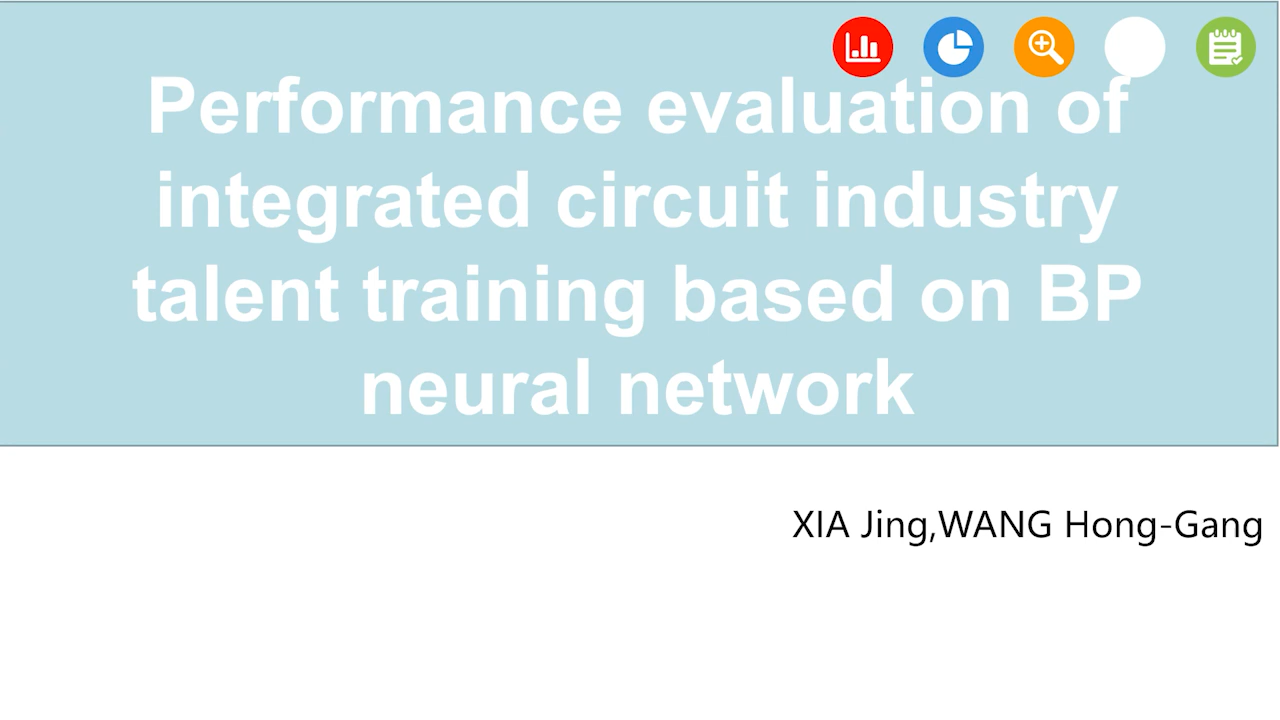 Performance evaluation of
integrated circuit industry
talent training based on BP
neural network
XIA Jing,WANG Hong-Gang